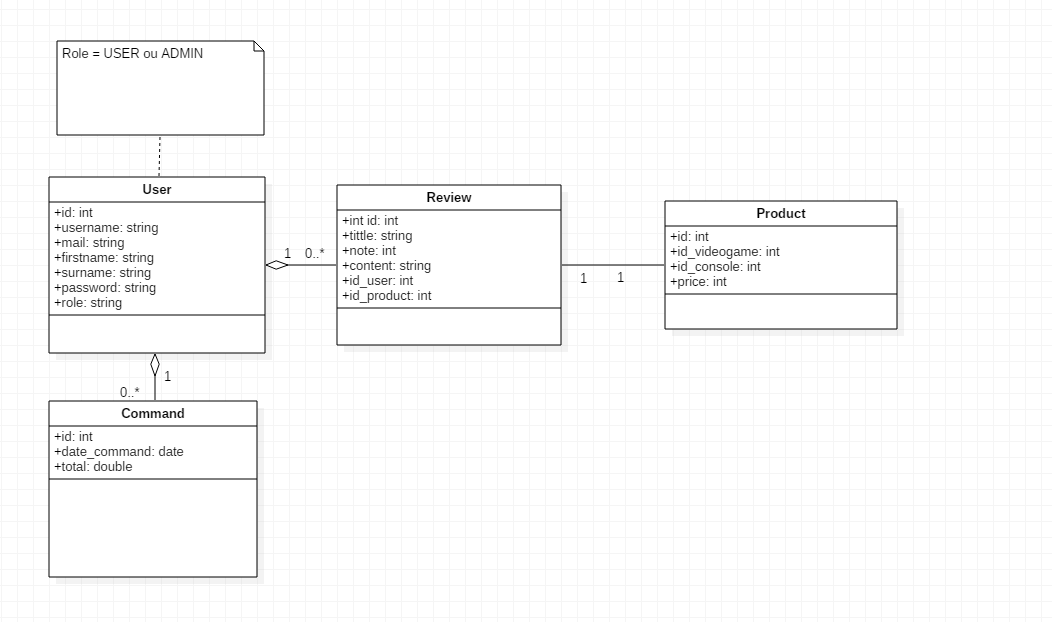 Role = USER ou ADMIN
User
+id: int
+username: string
+mail: string
+firstname: string
+surname: string
+password: string
+role: string
1
0..*
Review
+int id: int
+tittle: string
+note: int
+content: string
+id_user: int
+id_product: int
1
1
Product
+id: int
+id_videogame: int
+id_console: int
+price: int
1
0..*
Command
+id: int
+date_command: date
+total: double